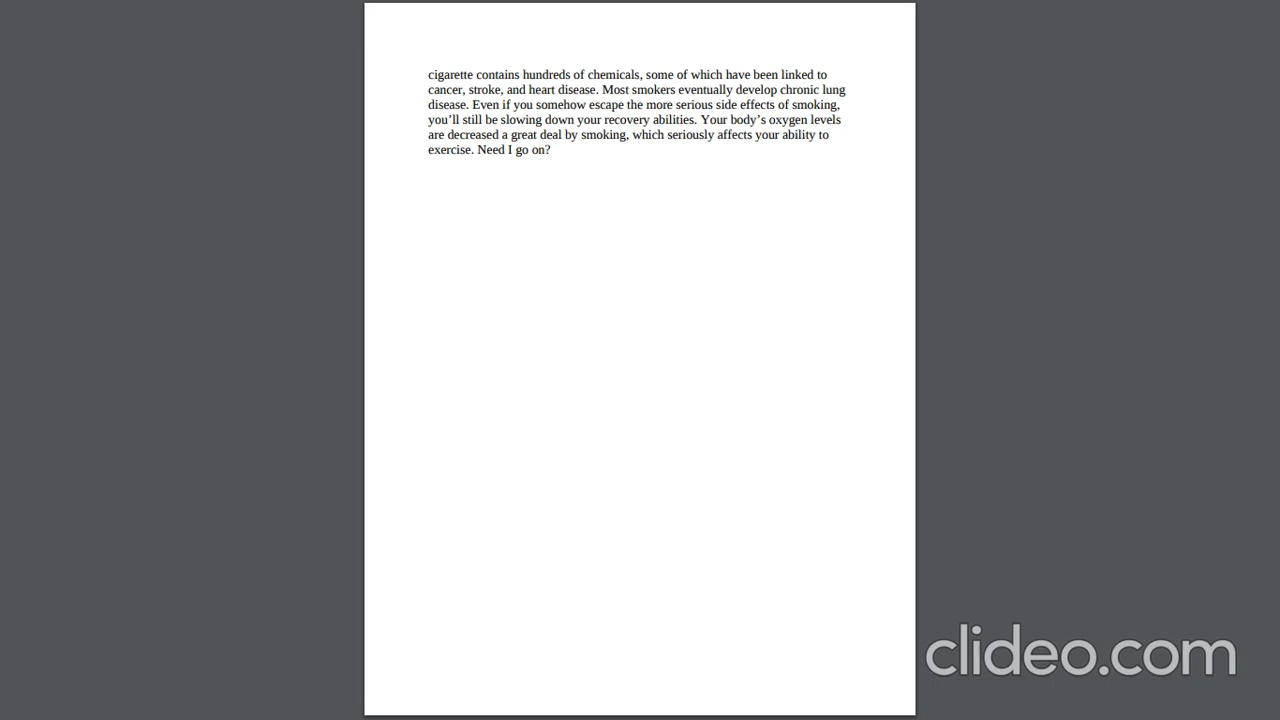 cigarette contains hundreds of chemicals, some of which have been linked to
cancer, stroke, and heart disease. Most smokers eventually develop chronic lung
disease. Even if you somehow escape the more serious side effects of smoking,
you’ll still be slowing down your recovery abilities. Your body’s oxygen levels
are decreased a great deal by smoking, which seriously affects your ability to
exercise. Need I go on?
clideo.com